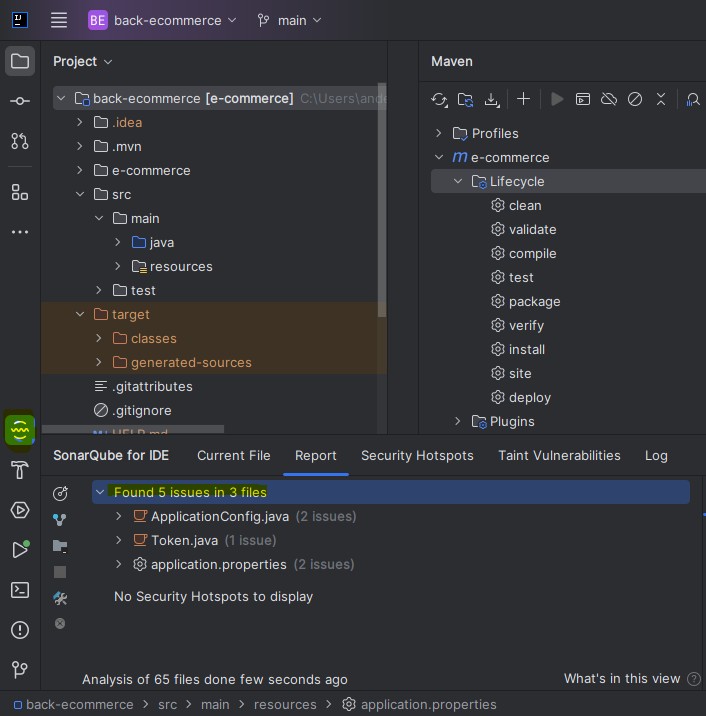 BE back-ecommerce main
Project
back-ecommerce [e-commerce] C:\Users\ande
.idea
.mvn
e-commerce
src
main
java
resources
test
target
classes
generated-sources
.gitattributes
.gitignore
HELP.md
Maven
Profiles
m e-commerce
Lifecycle
clean
validate
compile
test
package
verify
install
site
deploy
Plugins
SonarQube for IDE Current File Report Security Hotspots Taint Vulnerabilities Log
Found 5 issues in 3 files
ApplicationConfig.java (2 issues)
Token.java (1 issue)
application.properties (2 issues)
No Security Hotspots to display
Analysis of 65 files done few seconds ago What's in this view ?
back-ecommerce > src > main > resources > application.properties